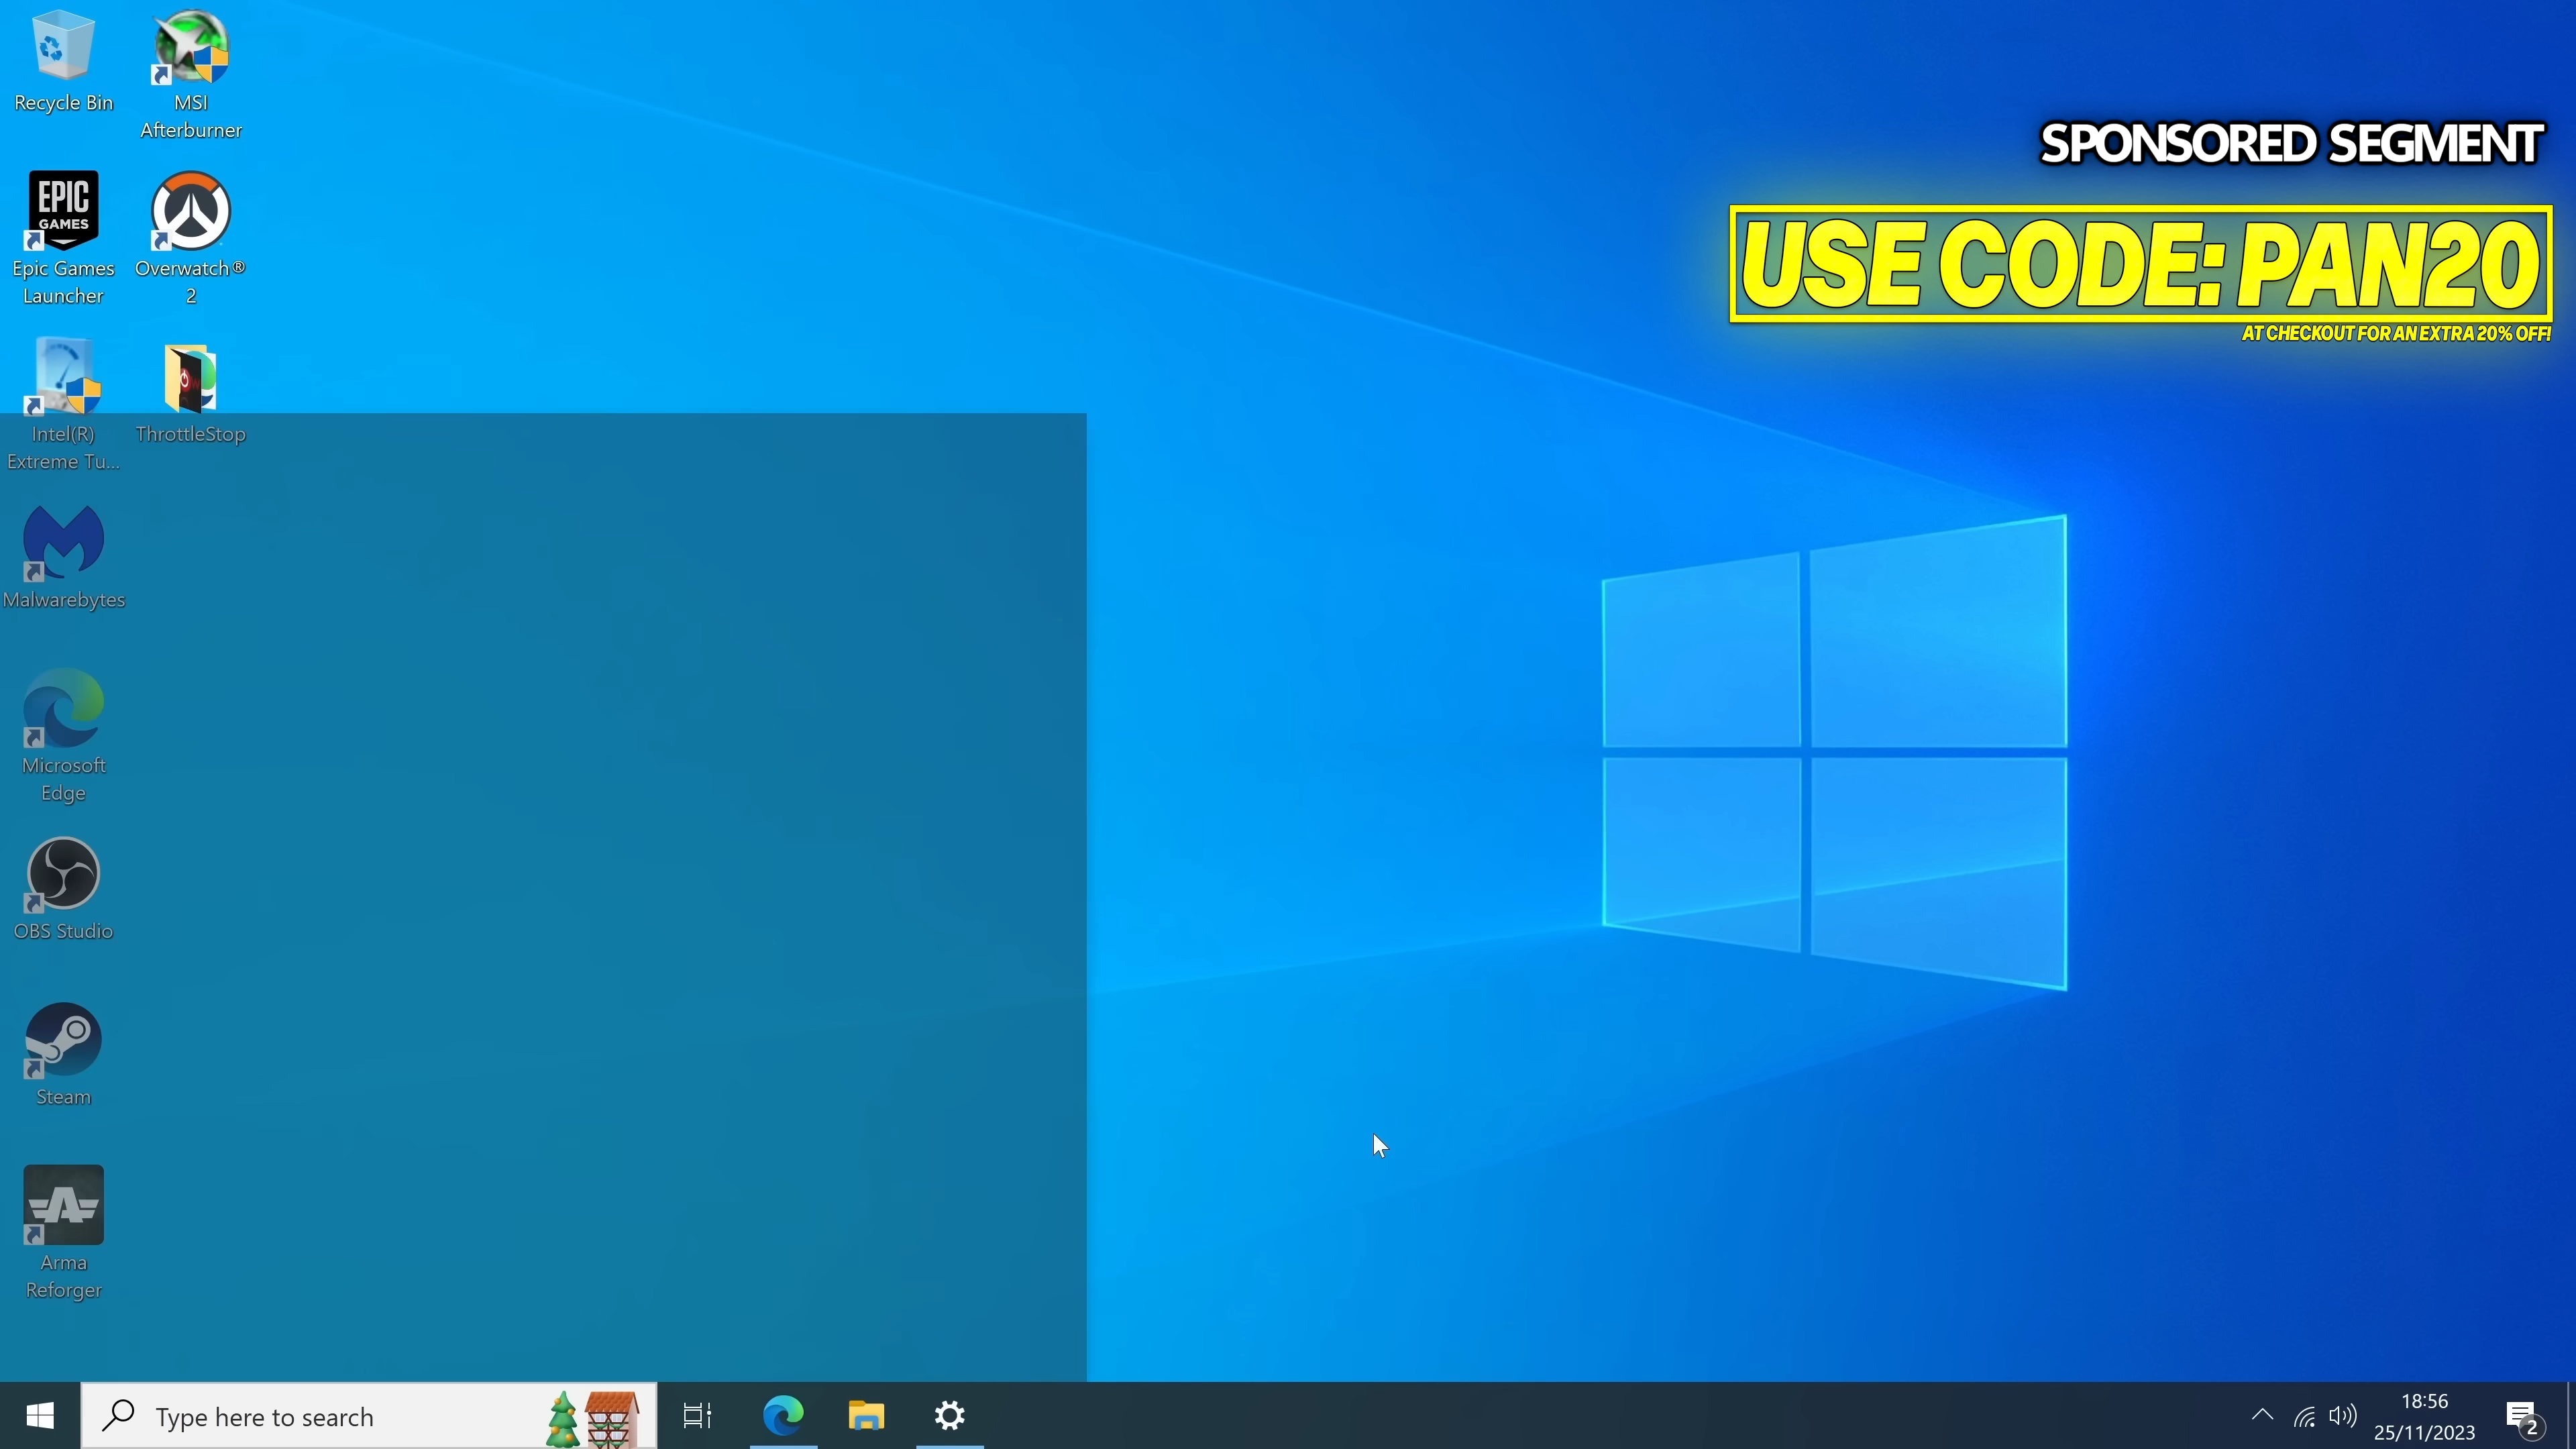 Recycle Bin
MSI
Afterburner
EPIC
GAMES
Epic Games
Launcher
Overwatch®
2
Intel(R)
Extreme Tu...
ThrottleStop
Malwarebytes
Microsoft
Edge
OBS Studio
Steam
Arma
Reforger
SPONSORED SEGMENT
USE CODE: PAN20
AT CHECKOUT FOR AN EXTRA 20% OFF!
Type here to search
18:56
25/11/2023
2